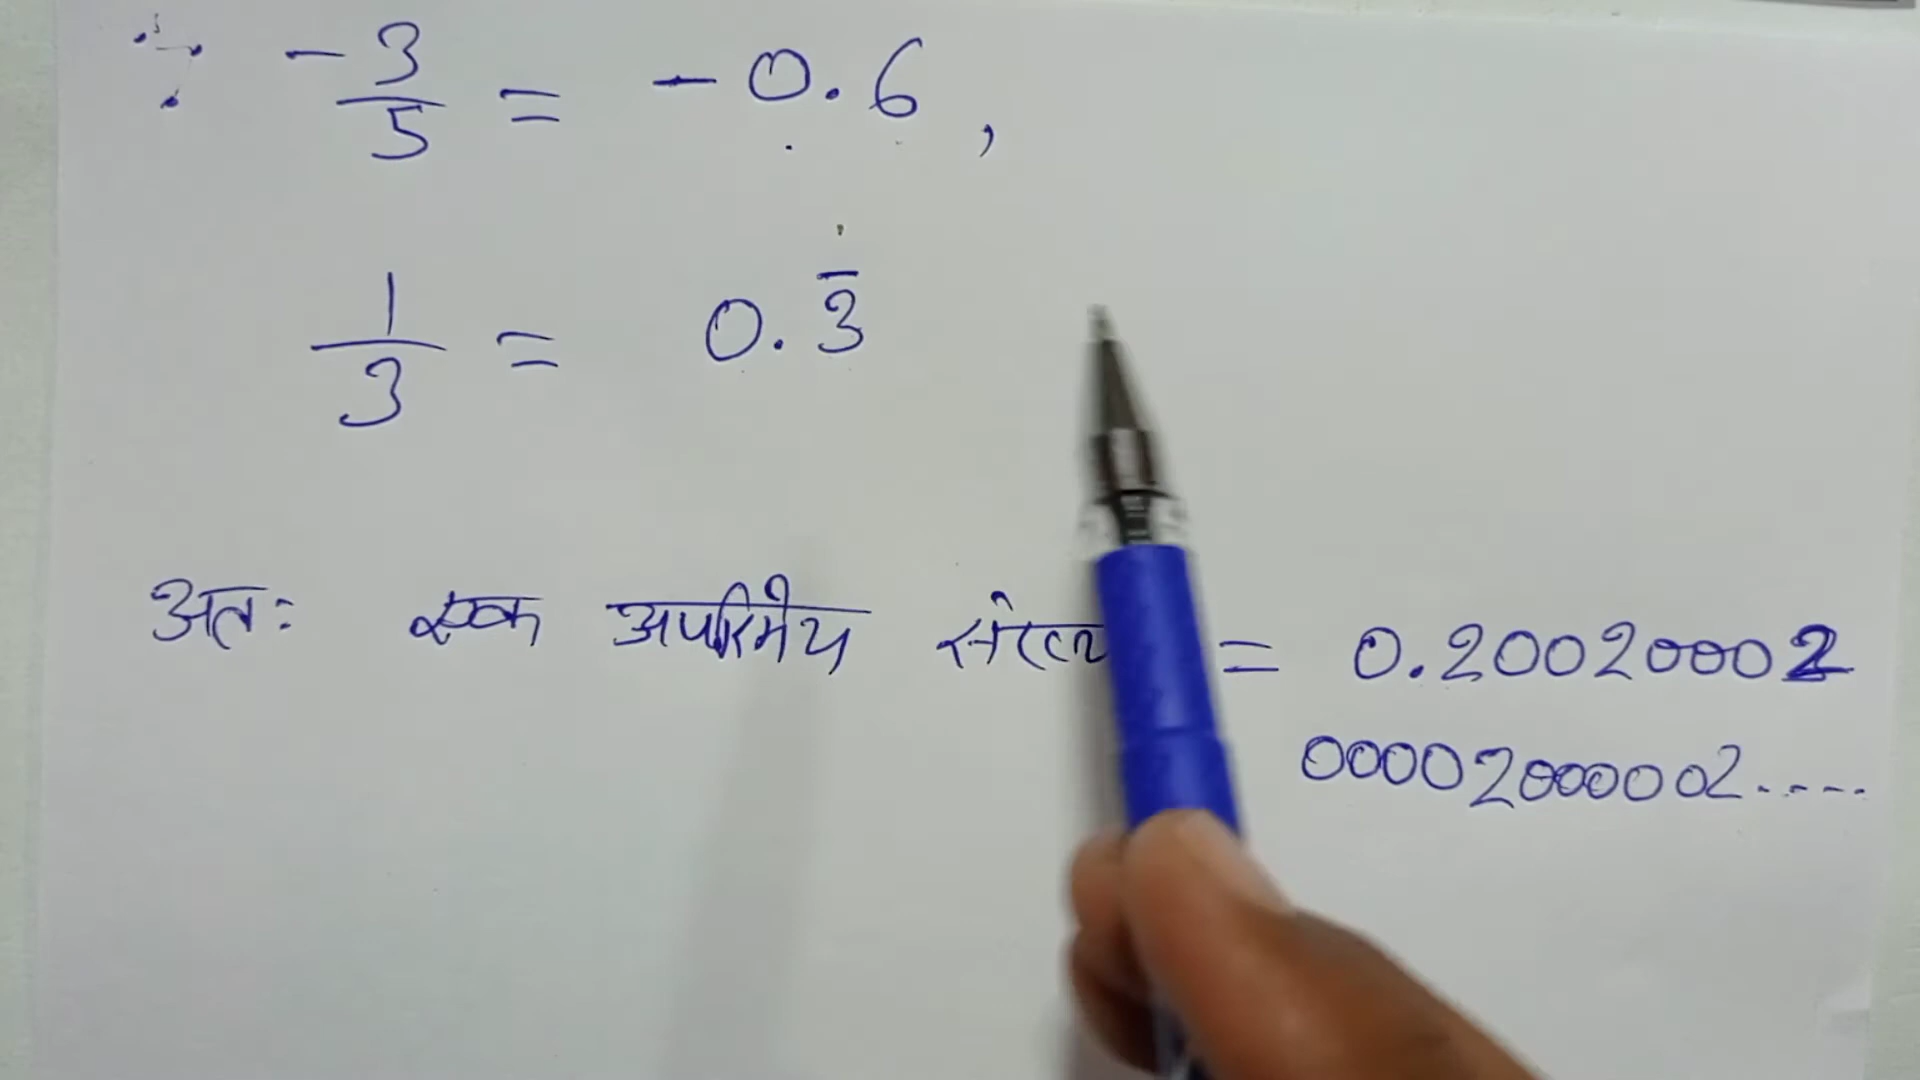 ∵ -3/5 = -0.6,
1/3 = 0.3̅
अतः एक अपरिमेय = 0.20020002
00002000002.....